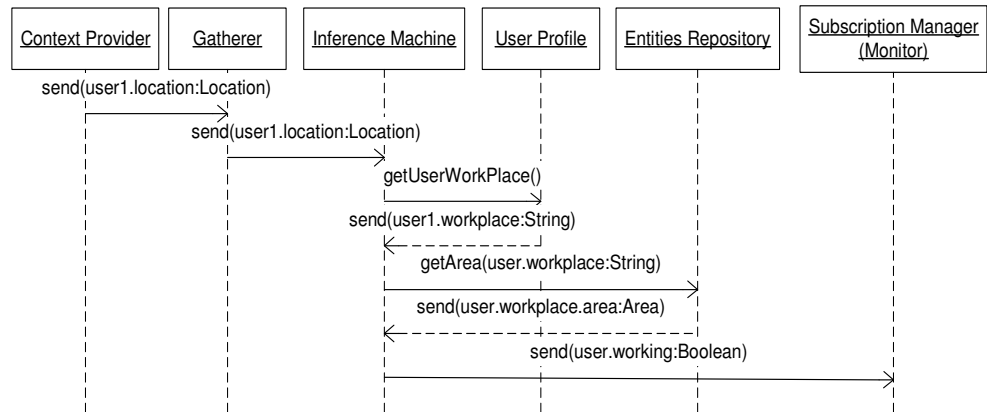 Context Provider
Gatherer
Inference Machine
User Profile
Entities Repository
Subscription Manager
(Monitor)
send(user1.location:Location)
send(user1.location:Location)
getUserWorkPlace()
send(user1.workplace:String)
getArea(user.workplace:String)
send(user.workplace.area:Area)
send(user.working:Boolean)